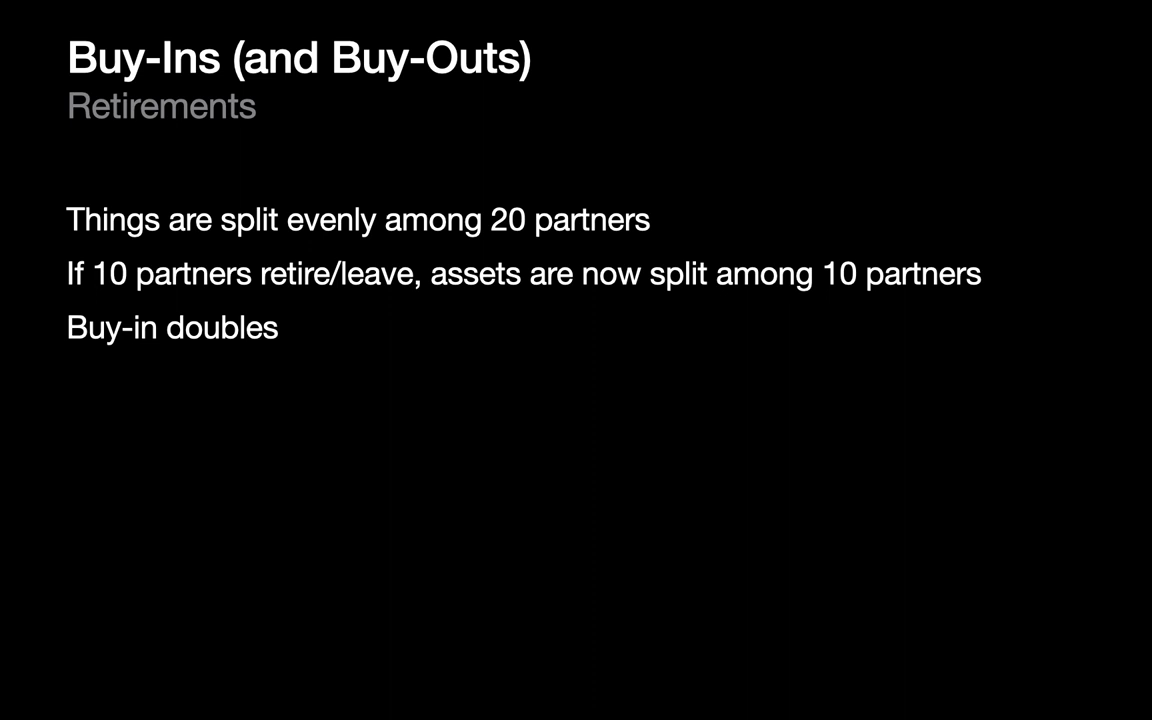 Buy-Ins (and Buy-Outs)
Retirements
Things are split evenly among 20 partners
If 10 partners retire/leave, assets are now split among 10 partners
Buy-in doubles